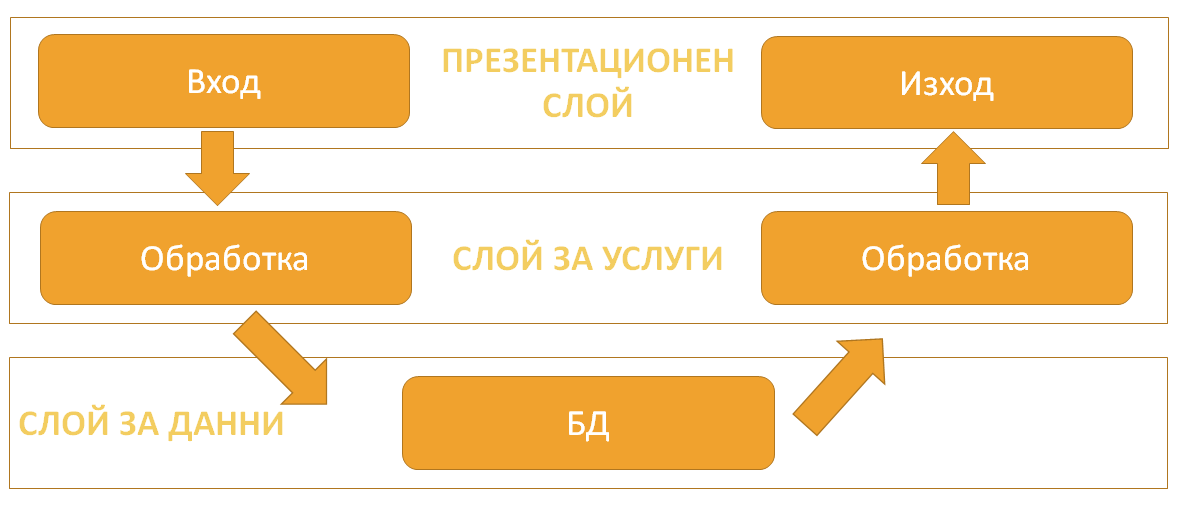 Вход
ПРЕЗЕНТАЦИОНЕН
СЛОЙ
Изход
Обработка
СЛОЙ ЗА УСЛУГИ
Обработка
СЛОЙ ЗА ДАННИ
БД